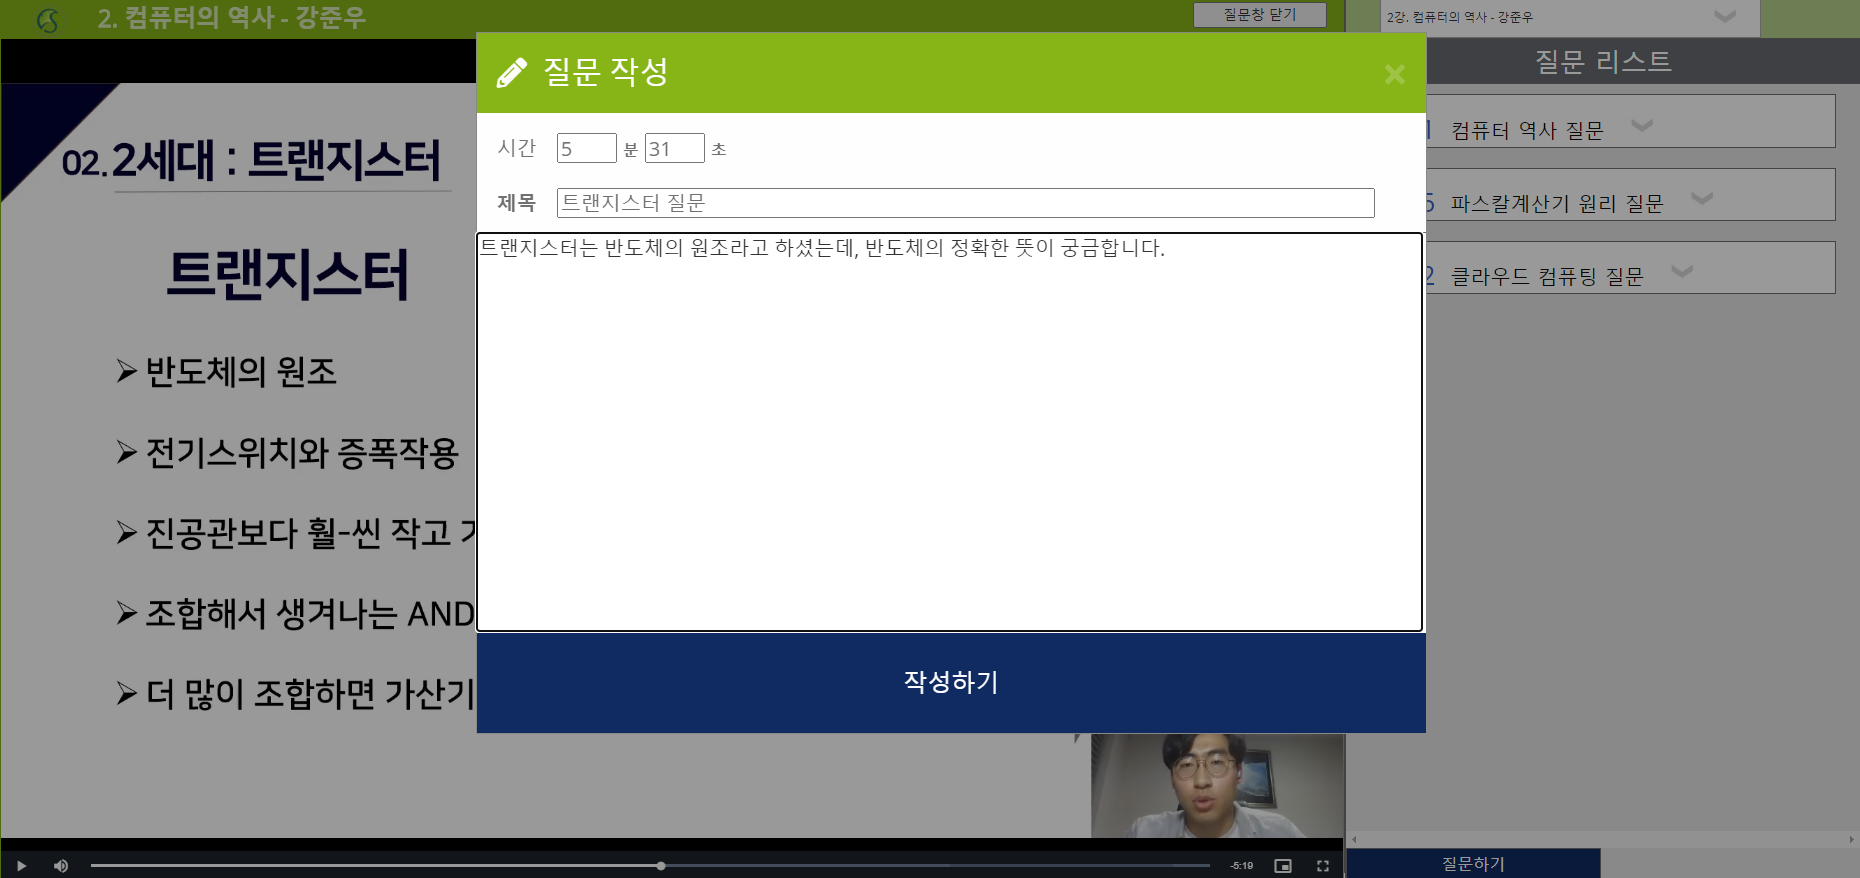 2. 컴퓨터의 역사 - 강준우
질문창 닫기
2강. 컴퓨터의 역사 - 강준우
질문 리스트
컴퓨터 역사 질문
5 파스칼계산기 원리 질문
2 클라우드 컴퓨팅 질문
질문 작성
시간 5 분 31 초
제목 트랜지스터 질문
트랜지스터는 반도체의 원조라고 하셨는데, 반도체의 정확한 뜻이 궁금합니다.
작성하기
02. 2세대 : 트랜지스터
트랜지스터
반도체의 원조
전기스위치와 증폭작용
진공관보다 훨-씬 작고
조합해서 생겨나는 AND
더 많이 조합하면 가산기
-5:19
질문하기